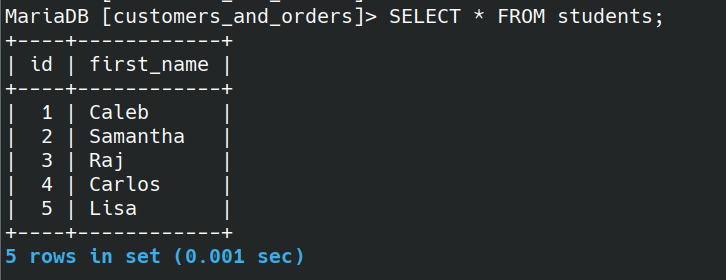 MariaDB [customers_and_orders]> SELECT * FROM students;
+----+------------+
| id | first_name |
+----+------------+
|  1 | Caleb      |
|  2 | Samantha   |
|  3 | Raj        |
|  4 | Carlos     |
|  5 | Lisa       |
+----+------------+
5 rows in set (0.001 sec)